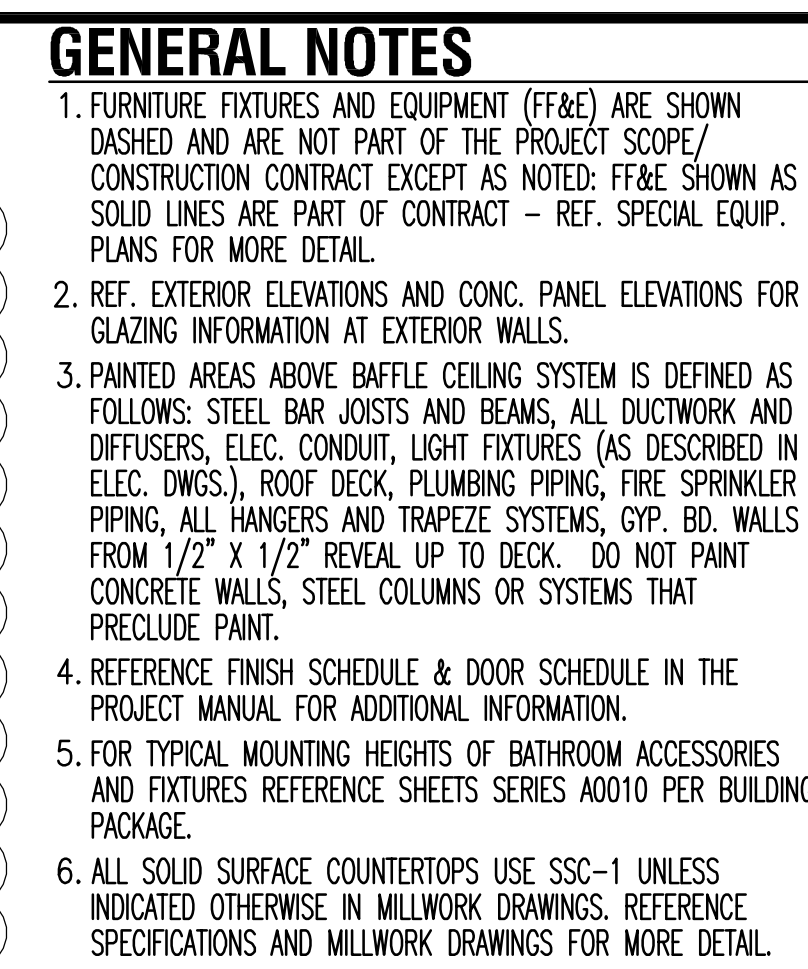 GENERAL NOTES
1. FURNITURE FIXTURES AND EQUIPMENT (FF&E) ARE SHOWN
DASHED AND ARE NOT PART OF THE PROJECT SCOPE/
CONSTRUCTION CONTRACT EXCEPT AS NOTED: FF&E SHOWN AS
SOLID LINES ARE PART OF CONTRACT – REF. SPECIAL EQUIP.
PLANS FOR MORE DETAIL.
2. REF. EXTERIOR ELEVATIONS AND CONC. PANEL ELEVATIONS FOR
GLAZING INFORMATION AT EXTERIOR WALLS.
3. PAINTED AREAS ABOVE BAFFLE CEILING SYSTEM IS DEFINED AS
FOLLOWS: STEEL BAR JOISTS AND BEAMS, ALL DUCTWORK AND
DIFFUSERS, ELEC. CONDUIT, LIGHT FIXTURES (AS DESCRIBED IN
ELEC. DWGS.), ROOF DECK, PLUMBING PIPING, FIRE SPRINKLER
PIPING, ALL HANGERS AND TRAPEZE SYSTEMS, GYP. BD. WALLS
FROM 1/2" X 1/2" REVEAL UP TO DECK. DO NOT PAINT
CONCRETE WALLS, STEEL COLUMNS OR SYSTEMS THAT
PRECLUDE PAINT.
4. REFERENCE FINISH SCHEDULE & DOOR SCHEDULE IN THE
PROJECT MANUAL FOR ADDITIONAL INFORMATION.
5. FOR TYPICAL MOUNTING HEIGHTS OF BATHROOM ACCESSORIES
AND FIXTURES REFERENCE SHEETS SERIES A0010 PER BUILDING
PACKAGE.
6. ALL SOLID SURFACE COUNTERTOPS USE SSC-1 UNLESS
INDICATED OTHERWISE IN MILLWORK DRAWINGS. REFERENCE
SPECIFICATIONS AND MILLWORK DRAWINGS FOR MORE DETAIL.